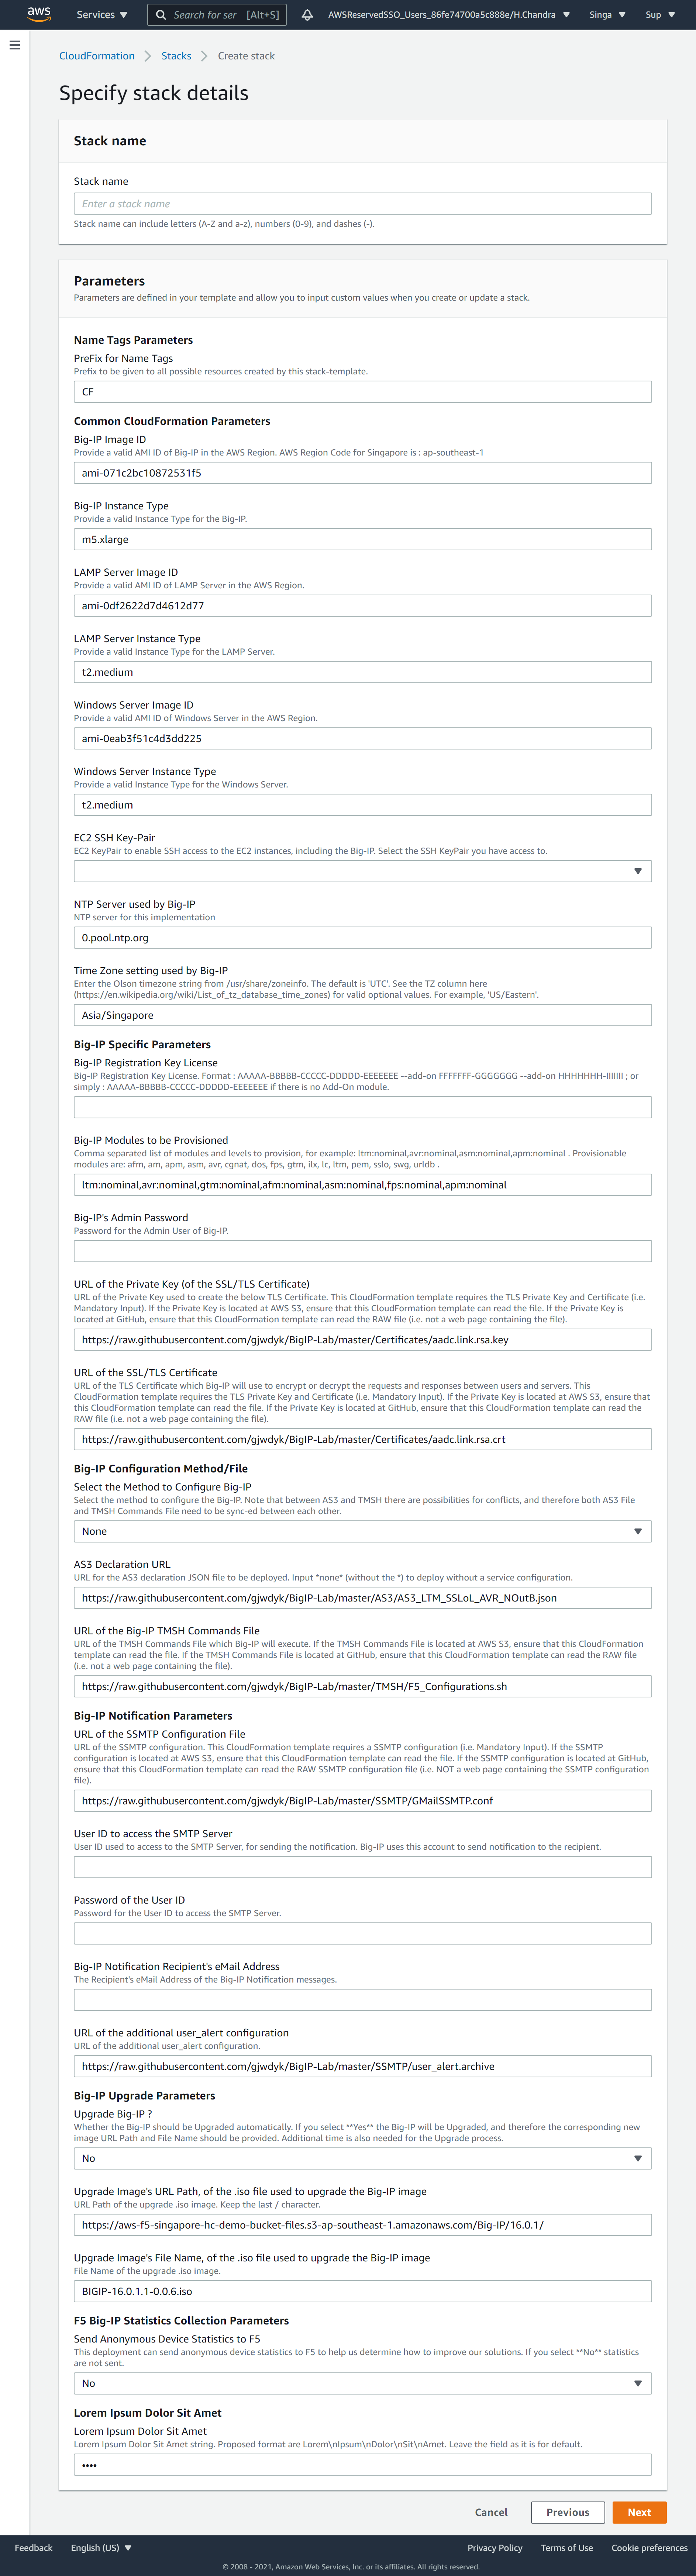 aws
Services ▼
Search for ser [Alt+S]
AWSReservedSSO_Users_86fe74700a5c888e/H.Chandra ▼
Singa ▼
Sup ▼
CloudFormation > Stacks > Create stack
Specify stack details
Stack name
Stack name
Enter a stack name
Stack name can include letters (A-Z and a-z), numbers (0-9), and dashes (-).
Parameters
Parameters are defined in your template and allow you to input custom values when you create or update a stack.
Name Tags Parameters
PreFix for Name Tags
Prefix to be given to all possible resources created by this stack-template.
CF
Common CloudFormation Parameters
Big-IP Image ID
Provide a valid AMI ID of Big-IP in the AWS Region. AWS Region Code for Singapore is : ap-southeast-1
ami-071c2bc10872531f5
Big-IP Instance Type
Provide a valid Instance Type for the Big-IP.
m5.xlarge
LAMP Server Image ID
Provide a valid AMI ID of LAMP Server in the AWS Region.
ami-0df2622d7d4612d77
LAMP Server Instance Type
Provide a valid Instance Type for the LAMP Server.
t2.medium
Windows Server Image ID
Provide a valid AMI ID of Windows Server in the AWS Region.
ami-0eab3f51c4d3dd225
Windows Server Instance Type
Provide a valid Instance Type for the Windows Server.
t2.medium
EC2 SSH Key-Pair
EC2 KeyPair to enable SSH access to the EC2 instances, including the Big-IP. Select the SSH KeyPair you have access to.
NTP Server used by Big-IP
NTP server for this implementation
0.pool.ntp.org
Time Zone setting used by Big-IP
Enter the Olson timezone string from /usr/share/zoneinfo. The default is 'UTC'. See the TZ column here
(https://en.wikipedia.org/wiki/List_of_tz_database_time_zones) for valid optional values. For example, 'US/Eastern'.
Asia/Singapore
Big-IP Specific Parameters
Big-IP Registration Key License
Big-IP Registration Key License. Format : AAAAA-BBBBB-CCCCC-DDDDD-EEEEEEE --add-on FFFFFFF-GGGGGGG --add-on HHHHHHH-IIIIIII ; or
simply : AAAAA-BBBBB-CCCCC-DDDDD-EEEEEEE if there is no Add-On module.
Big-IP Modules to be Provisioned
Comma separated list of modules and levels to provision, for example: ltm:nominal,avr:nominal,asm:nominal,apm:nominal . Provisionable
modules are: afm, am, apm, asm, avr, cgnat, dos, fps, gtm, ilx, lc, ltm, pem, sslo, swg, urldb .
ltm:nominal,avr:nominal,gtm:nominal,afm:nominal,asm:nominal,fps:nominal,apm:nominal
Big-IP's Admin Password
Password for the Admin User of Big-IP.
URL of the Private Key (of the SSL/TLS Certificate)
URL of the Private Key used to create the below TLS Certificate. This CloudFormation template requires the TLS Private Key and Certificate (i.e.
Mandatory Input). If the Private Key is located at AWS S3, ensure that this CloudFormation template can read the file. If the Private Key is
located at GitHub, ensure that this CloudFormation template can read the RAW file (i.e. not a web page containing the file).
https://raw.githubusercontent.com/gjwdyk/BigIP-Lab/master/Certificates/aadc.link.rsa.key
URL of the SSL/TLS Certificate
URL of the TLS Certificate which Big-IP will use to encrypt or decrypt the requests and responses between users and servers. This
CloudFormation template requires the TLS Private Key and Certificate (i.e. Mandatory Input). If the Private Key is located at AWS S3, ensure that
this CloudFormation template can read the file. If the Private Key is located at GitHub, ensure that this CloudFormation template can read the
RAW file (i.e. not a web page containing the file).
https://raw.githubusercontent.com/gjwdyk/BigIP-Lab/master/Certificates/aadc.link.rsa.crt
Big-IP Configuration Method/File
Select the Method to Configure Big-IP
Select the method to configure the Big-IP. Note that between AS3 and TMSH there are possibilities for conflicts, and therefore both AS3 File
and TMSH Commands File need to be sync-ed between each other.
None
AS3 Declaration URL
URL for the AS3 declaration JSON file to be deployed. Input *none* (without the *) to deploy without a service configuration.
https://raw.githubusercontent.com/gjwdyk/BigIP-Lab/master/AS3/AS3_LTM_SSLoL_AVR_NOutB.json
URL of the Big-IP TMSH Commands File
URL of the TMSH Commands File which Big-IP will execute. If the TMSH Commands File is located at AWS S3, ensure that this CloudFormation
template can read the file. If the TMSH Commands File is located at GitHub, ensure that this CloudFormation template can read the RAW file
(i.e. not a web page containing the file).
https://raw.githubusercontent.com/gjwdyk/BigIP-Lab/master/TMSH/F5_Configurations.sh
Big-IP Notification Parameters
URL of the SSMTP Configuration File
URL of the SSMTP configuration. This CloudFormation template requires a SSMTP configuration (i.e. Mandatory Input). If the SSMTP
configuration is located at AWS S3, ensure that this CloudFormation template can read the file. If the SSMTP configuration is located at GitHub,
ensure that this CloudFormation template can read the RAW SSMTP configuration file (i.e. NOT a web page containing the SSMTP configuration
file).
https://raw.githubusercontent.com/gjwdyk/BigIP-Lab/master/SSMTP/GMailSSMTP.conf
User ID to access the SMTP Server
User ID used to access to the SMTP Server, for sending the notification. Big-IP uses this account to send notification to the recipient.
Password of the User ID
Password for the User ID to access the SMTP Server.
Big-IP Notification Recipient's eMail Address
The Recipient's eMail Address of the Big-IP Notification messages.
URL of the additional user_alert configuration
URL of the additional user_alert configuration.
https://raw.githubusercontent.com/gjwdyk/BigIP-Lab/master/SSMTP/user_alert.archive
Big-IP Upgrade Parameters
Upgrade Big-IP ?
Whether the Big-IP should be Upgraded automatically. If you select **Yes** the Big-IP will be Upgraded, and therefore the corresponding new
image URL Path and File Name should be provided. Additional time is also needed for the Upgrade process.
No
Upgrade Image's URL Path, of the .iso file used to upgrade the Big-IP image
URL Path of the upgrade .iso image. Keep the last / character.
https://aws-f5-singapore-hc-demo-bucket-files.s3-ap-southeast-1.amazonaws.com/Big-IP/16.0.1/
Upgrade Image's File Name, of the .iso file used to upgrade the Big-IP image
File Name of the upgrade .iso image.
BIGIP-16.0.1.1-0.0.6.iso
F5 Big-IP Statistics Collection Parameters
Send Anonymous Device Statistics to F5
This deployment can send anonymous device statistics to F5 to help us determine how to improve our solutions. If you select **No** statistics
are not sent.
No
Lorem Ipsum Dolor Sit Amet
Lorem Ipsum Dolor Sit Amet
Lorem Ipsum Dolor Sit Amet string. Proposed format are Lorem\nIpsum\nDolor\nSit\nAmet. Leave the field as it is for default.
••••
Cancel
Previous
Next
Feedback
English (US) ▼
Privacy Policy
Terms of Use
Cookie preferences
© 2008 - 2021, Amazon Web Services, Inc. or its affiliates. All rights reserved.